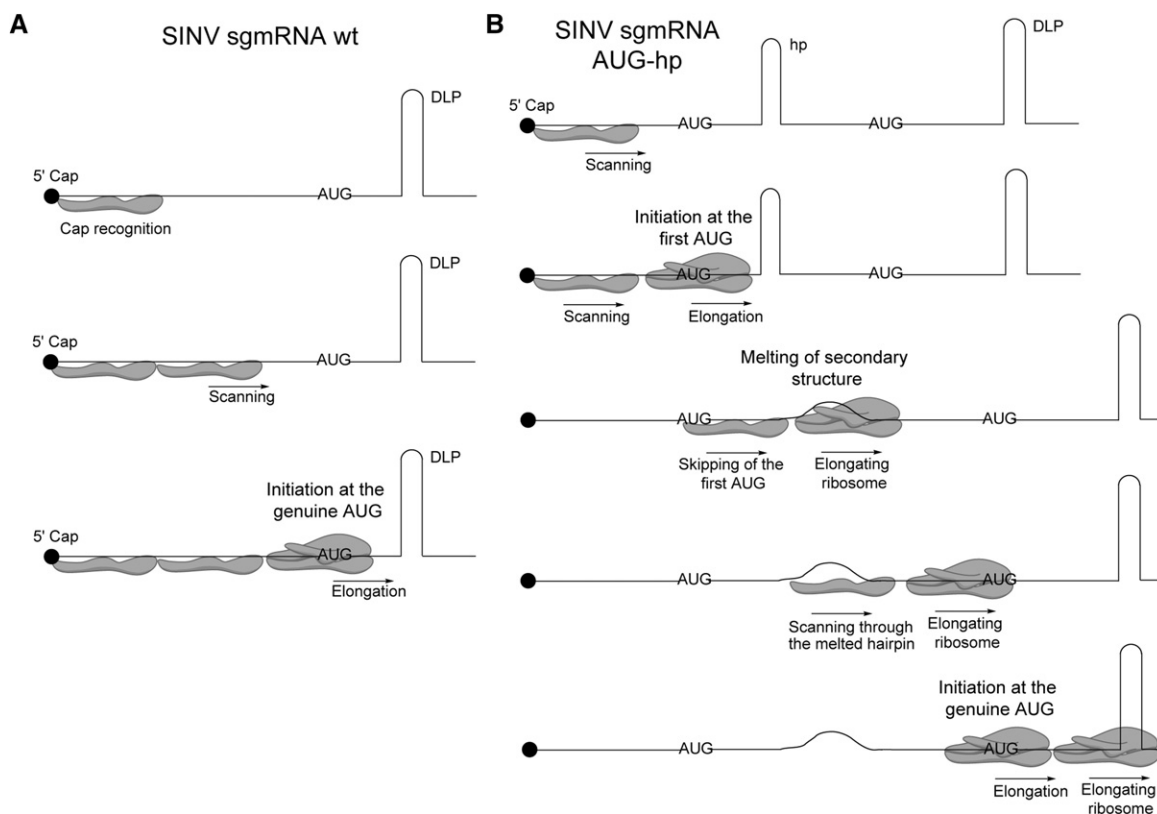 A
SINV sgmRNA wt
DLP
5' Cap
AUG
Cap recognition
DLP
5' Cap
AUG
Scanning
DLP
Initiation at the
genuine AUG
5' Cap
AUG
Elongation
B
SINV sgmRNA
AUG-hp
hp
DLP
5' Cap
AUG
AUG
Scanning
Initiation at the
first AUG
AUG
AUG
Scanning
Elongation
Melting of secondary
structure
AUG
AUG
Skipping of the
first AUG
Elongating
ribosome
AUG
AUG
Scanning through
the melted hairpin
Elongating
ribosome
Initiation at the
genuine AUG
AUG
AUG
Elongation
Elongating
ribosome